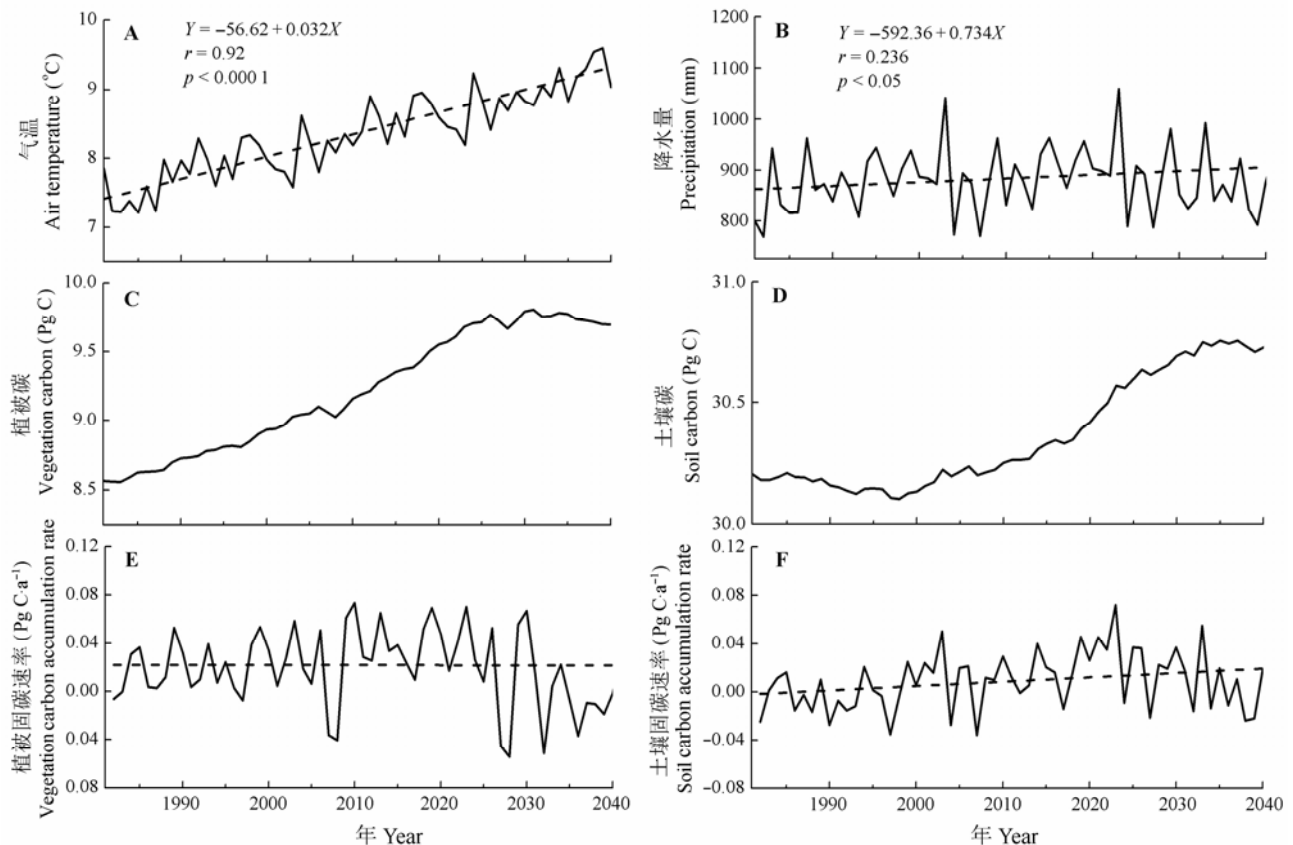 A
Y = −56.62 + 0.032X
r = 0.92
p < 0.000 1
10
9
8
7
气温
Air temperature (°C)
B
Y = −592.36 + 0.734X
r = 0.236
p < 0.05
1200
1100
1000
900
800
降水量
Precipitation (mm)
C
10.0
9.5
9.0
8.5
植被碳
Vegetation carbon (Pg C)
D
31.0
30.5
30.0
土壤碳
Soil carbon (Pg C)
E
0.12
0.08
0.04
0.00
0.04
0.08
植被固碳速率 (Pg C·a⁻¹)
Vegetation carbon accumulation rate
1990 2000 2010 2020 2030 2040
年 Year
F
0.12
0.08
0.04
0.00
−0.04
−0.08
土壤固碳速率 (Pg C·a⁻¹)
Soil carbon accumulation rate
1990 2000 2010 2020 2030 2040
年 Year